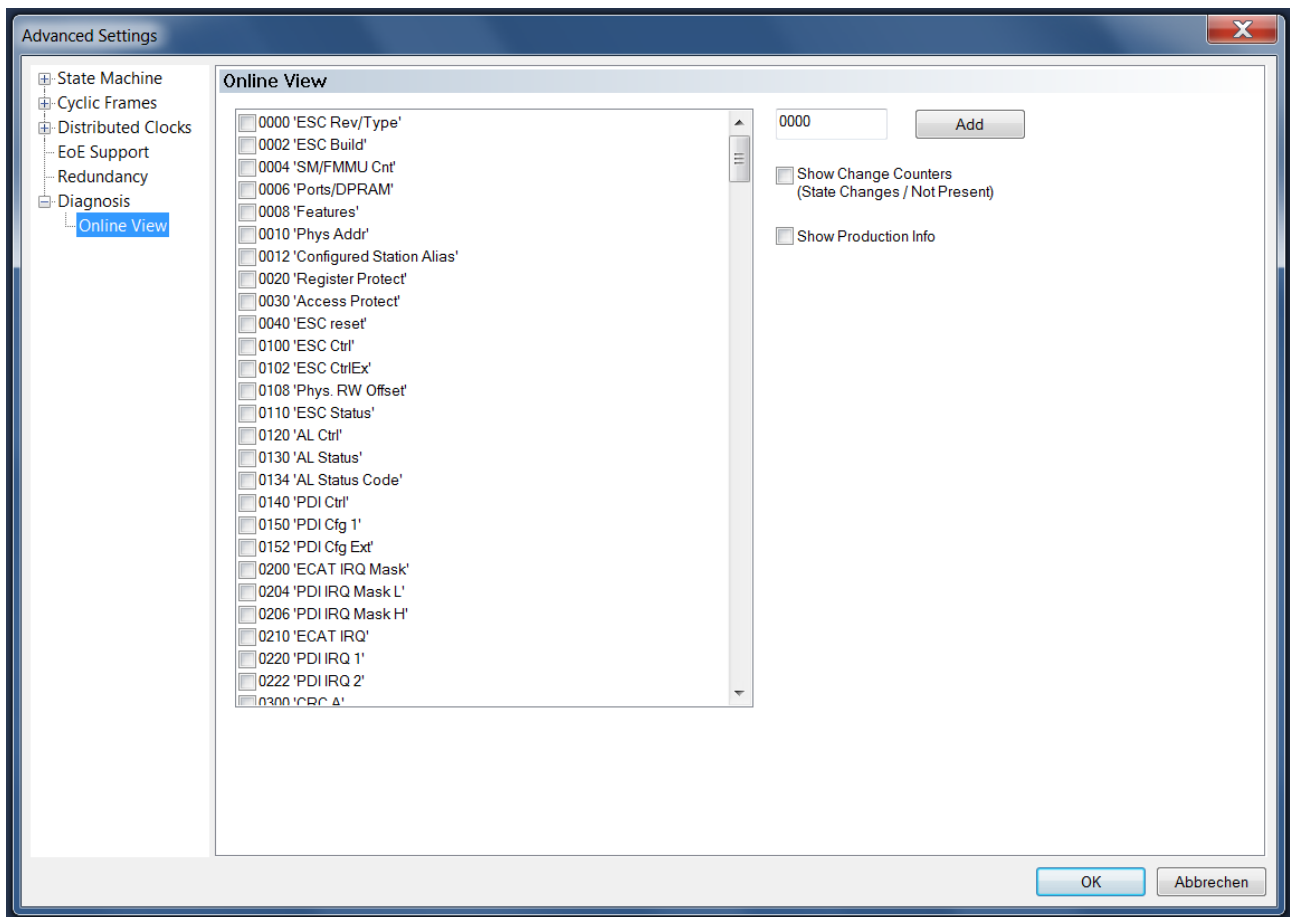 Advanced Settings
State Machine
Cyclic Frames
Distributed Clocks
EoE Support
Redundancy
Diagnosis
Online View
Online View
0000 'ESC Rev/Type'
0002 'ESC Build'
0004 'SM/FMMU Cnt'
0006 'Ports/DPRAM'
0008 'Features'
0010 'Phys Addr'
0012 'Configured Station Alias'
0020 'Register Protect'
0030 'Access Protect'
0040 'ESC reset'
0100 'ESC Ctrl'
0102 'ESC CtrlEx'
0108 'Phys. RW Offset'
0110 'ESC Status'
0120 'AL Ctrl'
0130 'AL Status'
0134 'AL Status Code'
0140 'PDI Ctrl'
0150 'PDI Cfg 1'
0152 'PDI Cfg Ext'
0200 'ECAT IRQ Mask'
0204 'PDI IRQ Mask L'
0206 'PDI IRQ Mask H'
0210 'ECAT IRQ'
0220 'PDI IRQ 1'
0222 'PDI IRQ 2'
0300 'CRC A'
0000
Add
Show Change Counters
(State Changes / Not Present)
Show Production Info
OK
Abbrechen